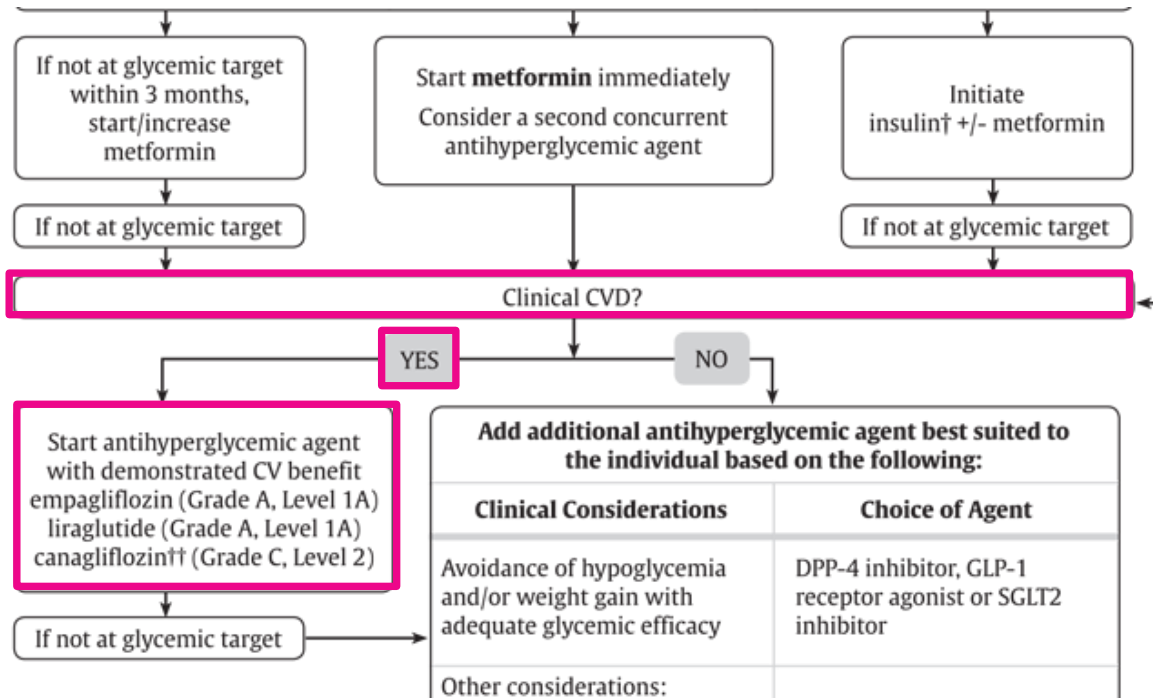 If not at glycemic target
within 3 months,
start/increase
metformin
Start metformin immediately
Consider a second concurrent
antihyperglycemic agent
Initiate
insulin† +/- metformin
If not at glycemic target
If not at glycemic target
Clinical CVD?
YES
NO
Start antihyperglycemic agent
with demonstrated CV benefit
empagliflozin (Grade A, Level 1A)
liraglutide (Grade A, Level 1A)
canagliflozin†† (Grade C, Level 2)
If not at glycemic target
Add additional antihyperglycemic agent best suited to
the individual based on the following:
Clinical Considerations
Choice of Agent
Avoidance of hypoglycemia
and/or weight gain with
adequate glycemic efficacy
DPP-4 inhibitor, GLP-1
receptor agonist or SGLT2
inhibitor
Other considerations: